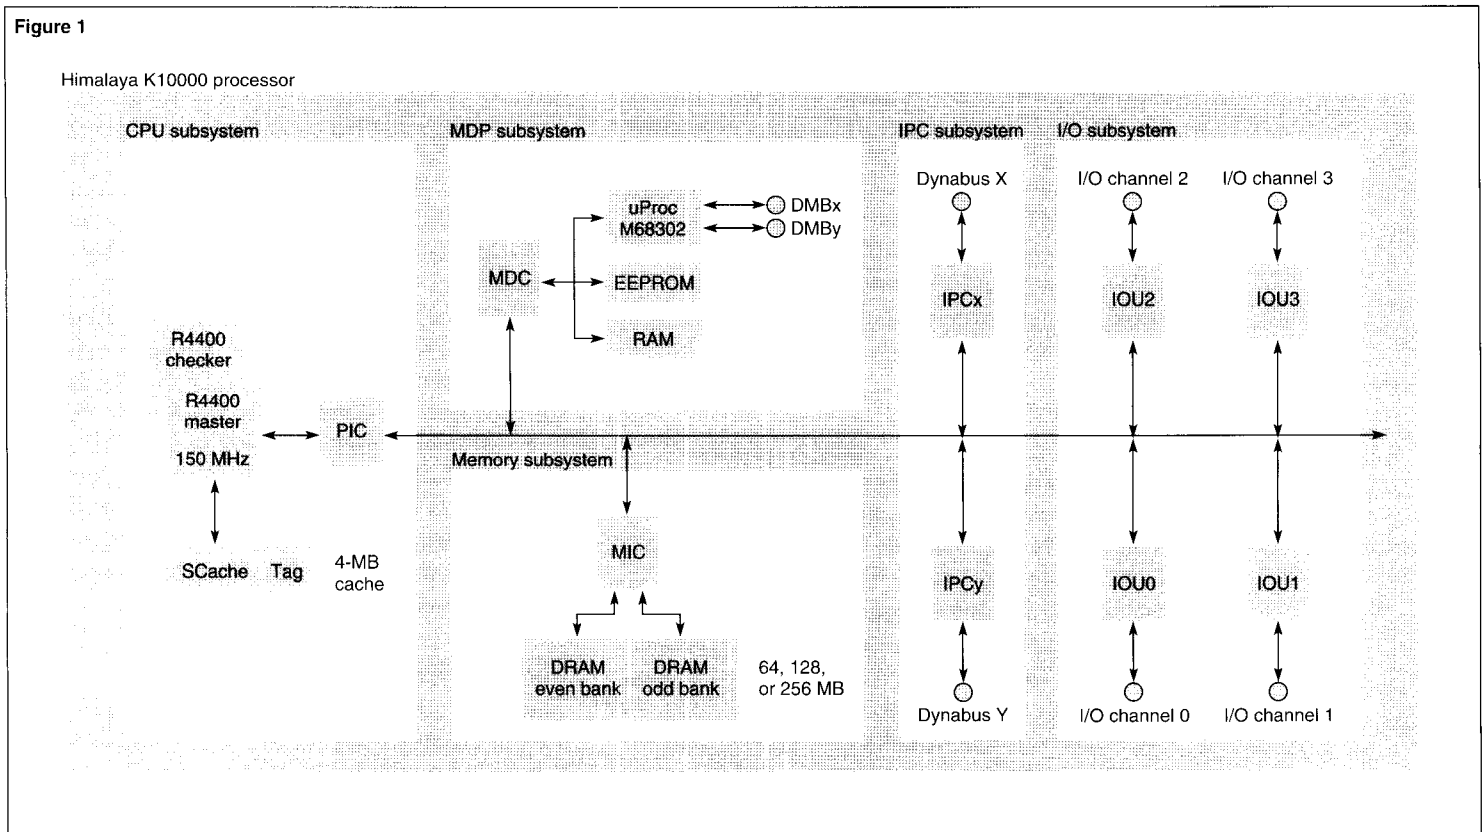 Figure 1
Himalaya K10000 processor
CPU subsystem
R4400
checker
R4400
master
150 MHz
PIC
SCache
Tag
4-MB
cache
MDP subsystem
MDC
uProc
M68302
DMBx
DMBy
EEPROM
RAM
Memory subsystem
MIC
DRAM
even bank
DRAM
odd bank
64, 128,
or 256 MB
IPC subsystem
Dynabus X
IPCx
IPCy
Dynabus Y
I/O subsystem
I/O channel 2
I/O channel 3
IOU2
IOU3
IOU0
IOU1
I/O channel 0
I/O channel 1